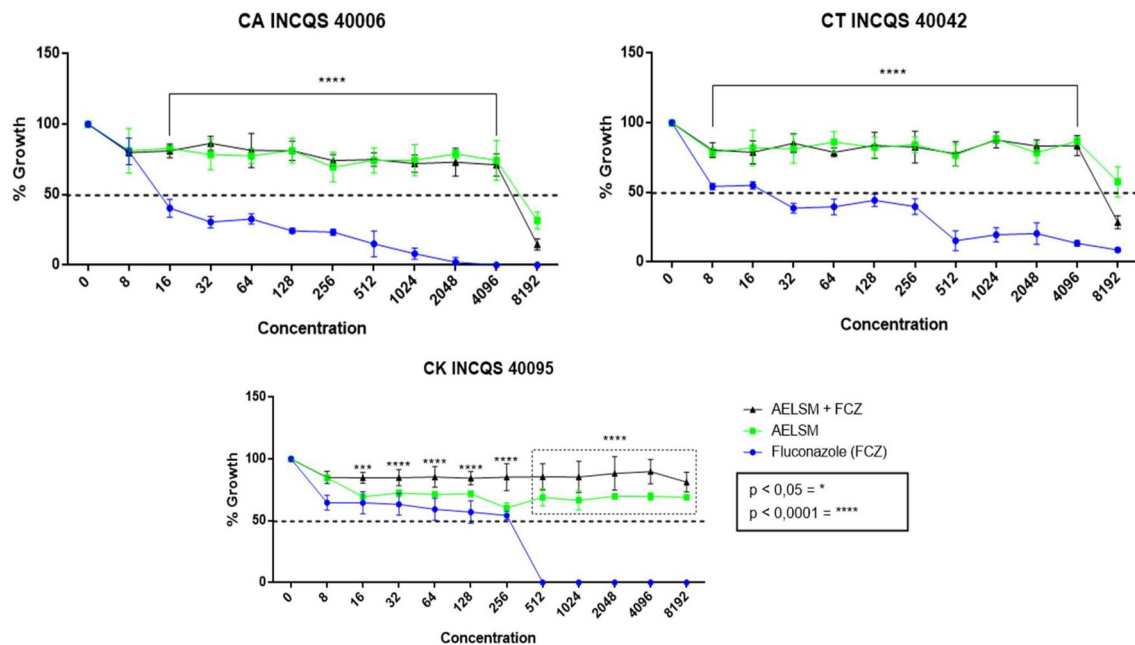 CA INCQS 40006
150
100
50
0
% Growth
****
0 8 16 32 64 128 256 512 1024 2048 4096 8192
Concentration
CT INCQS 40042
150
100
50
0
% Growth
****
0 8 16 32 64 128 256 512 1024 2048 4096 8192
Concentration
CK INCQS 40095
150
100
50
0
% Growth
*** **** **** **** **** ****
0 8 16 32 64 128 256 512 1024 2048 4096 8192
Concentration
AELSM + FCZ
AELSM
Fluconazole (FCZ)
p < 0,05 = *
p < 0,0001 = ****